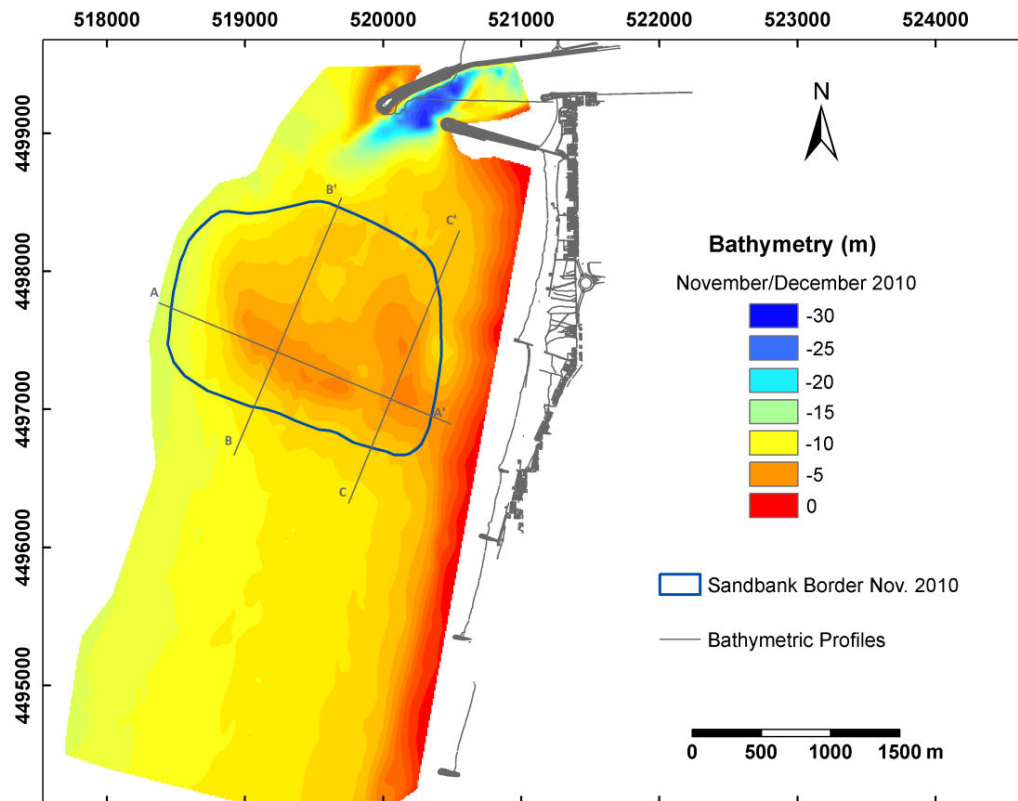 518000 519000 520000 521000 522000 523000 524000
4499000
4498000
4497000
4496000
4495000
B'
C'
A
A'
B
C
N
Bathymetry (m)
November/December 2010
-30
-25
-20
-15
-10
-5
0
Sandbank Border Nov. 2010
Bathymetric Profiles
0 500 1000 1500 m